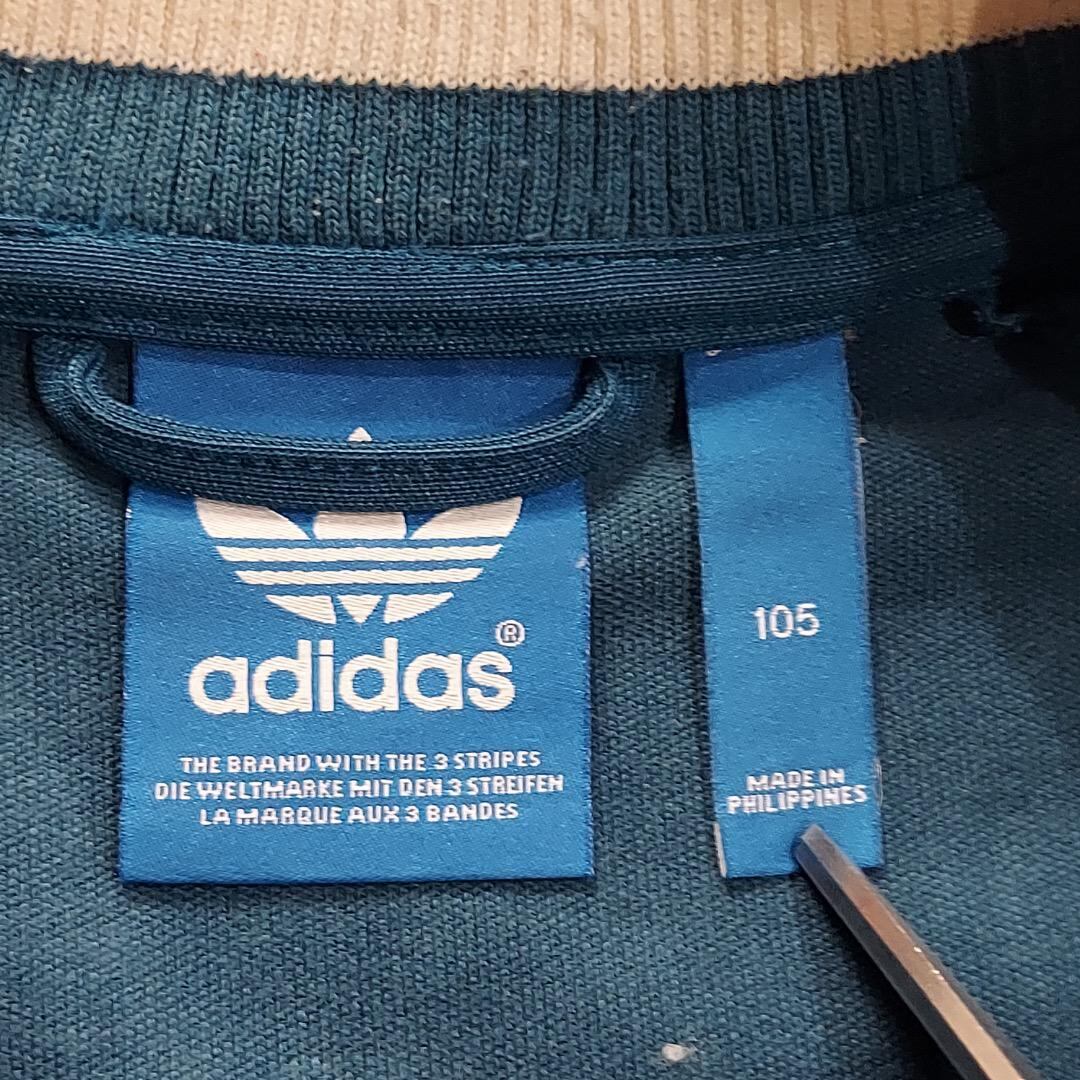 adidas®
THE BRAND WITH THE 3 STRIPES
DIE WELTMARKE MIT DEN 3 STREIFEN
LA MARQUE AUX 3 BANDES
105
MADE IN
PHILIPPINES